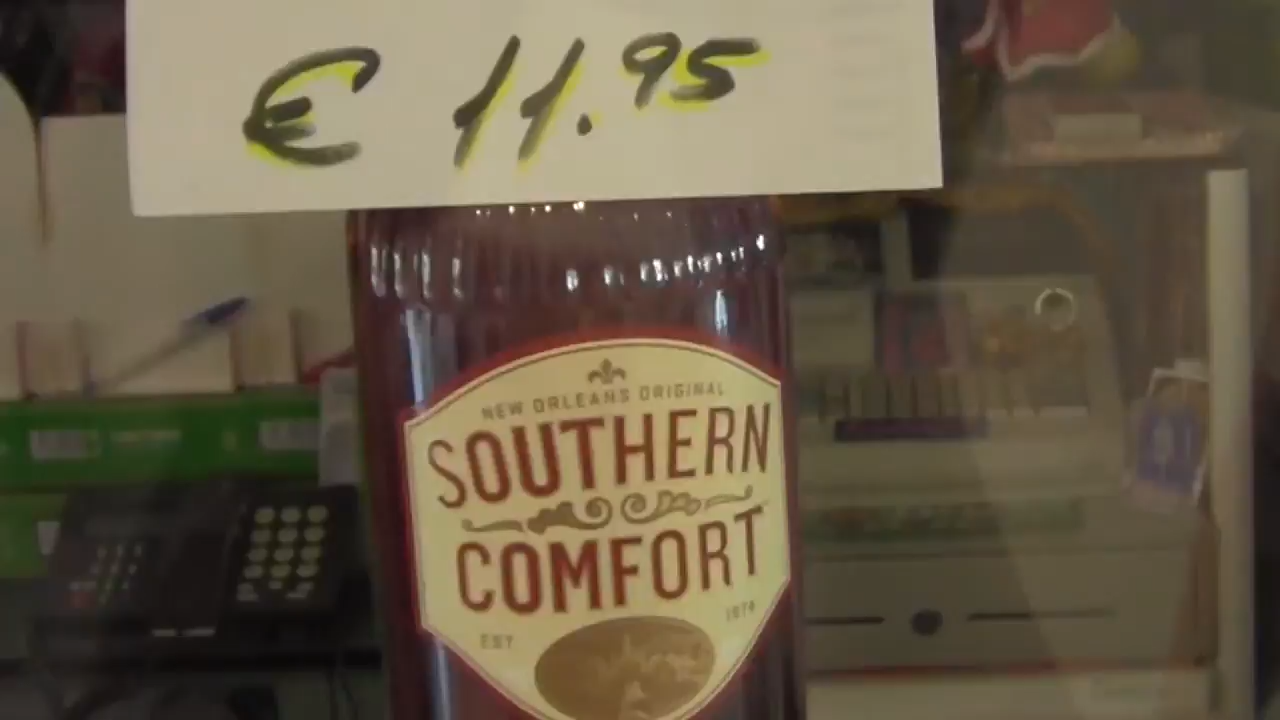 € 11.95
NEW ORLEANS ORIGINAL
SOUTHERN
COMFORT
EST 1874